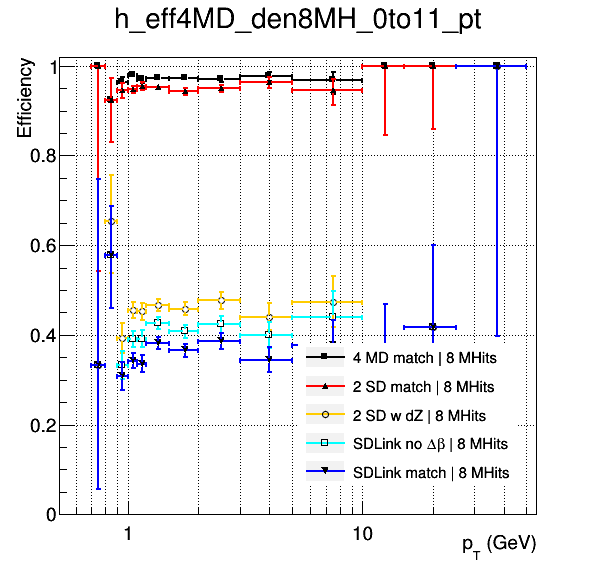 h_eff4MD_den8MH_0to11_pt
Efficiency
1
0.8
0.6
0.4
0.2
0
4 MD match | 8 MHits
2 SD match | 8 MHits
2 SD w dZ | 8 MHits
SDLink no Δβ | 8 MHits
SDLink match | 8 MHits
1
10
p_T (GeV)